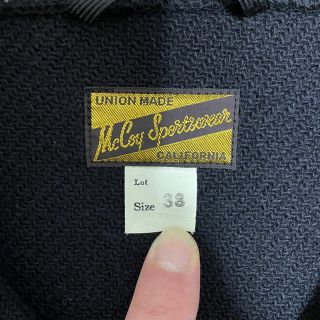 UNION MADE
McCoy Sportswear
CALIFORNIA
Lot
Size 38